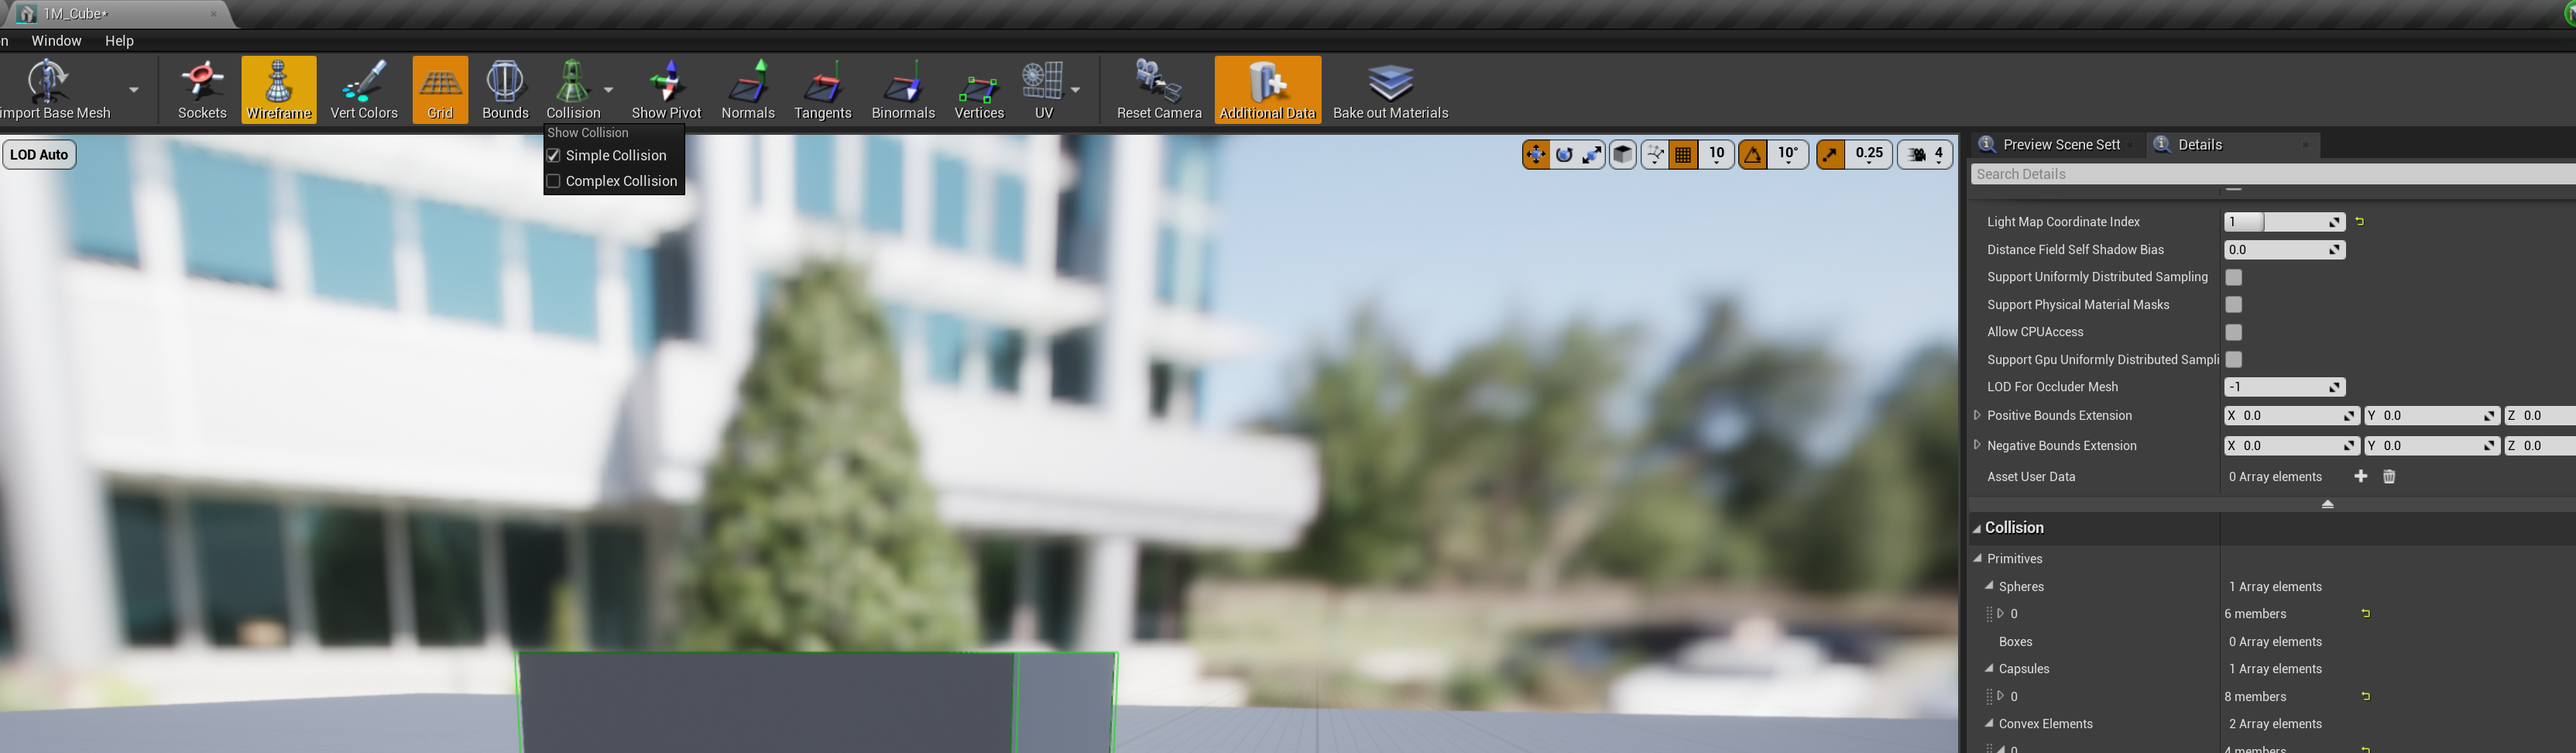 1M_Cube*
n Window Help
import Base Mesh Sockets Wireframe Vert Colors Grid Bounds Collision Show Pivot Normals Tangents Binormals Vertices UV Reset Camera Additional Data Bake out Materials
Show Collision
Simple Collision
Complex Collision
LOD Auto
10 10° 0.25 4
Preview Scene Sett Details
Search Details
Light Map Coordinate Index 1
Distance Field Self Shadow Bias 0.0
Support Uniformly Distributed Sampling
Support Physical Material Masks
Allow CPUAccess
Support Gpu Uniformly Distributed Sampli
LOD For Occluder Mesh -1
Positive Bounds Extension X 0.0 Y 0.0 Z 0.0
Negative Bounds Extension X 0.0 Y 0.0 Z 0.0
Asset User Data 0 Array elements
Collision
Primitives
Spheres 1 Array elements
0 6 members
Boxes 0 Array elements
Capsules 1 Array elements
0 8 members
Convex Elements 2 Array elements
0 4 members